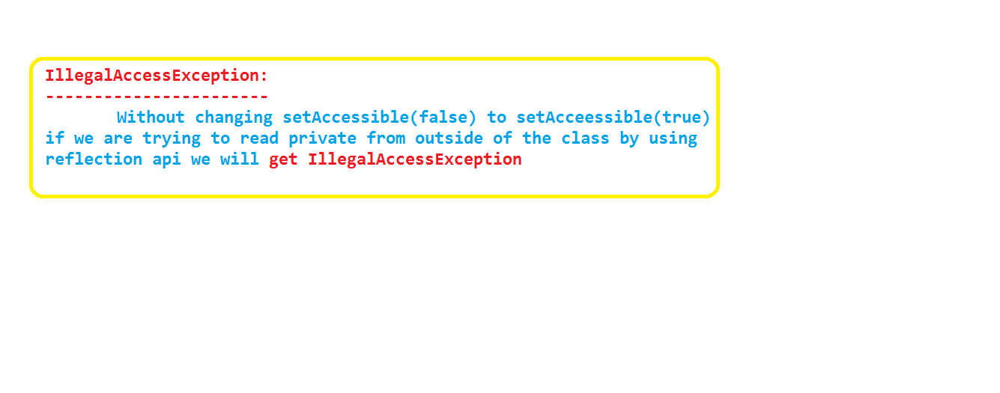 IllegalAccessException:
-----------------------
Without changing setAccessible(false) to setAcceessible(true)
if we are trying to read private from outside of the class by using
reflection api we will get IllegalAccessException